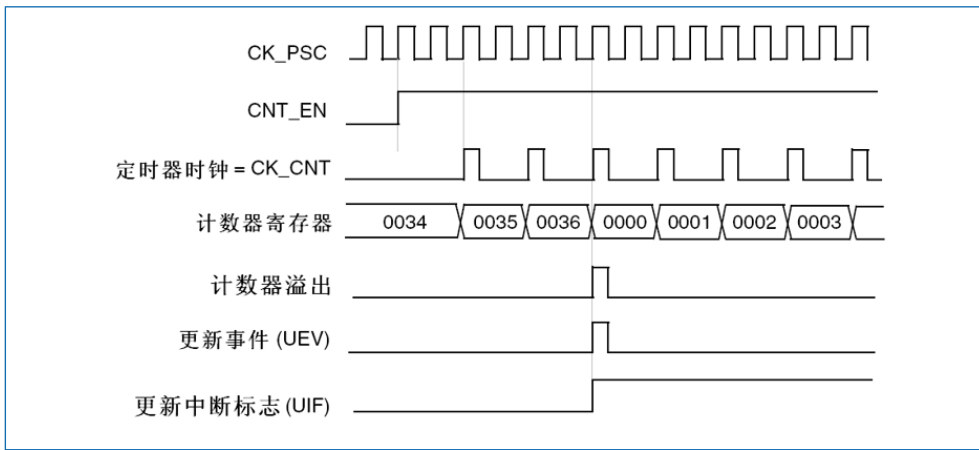 CK_PSC
CNT_EN
定时器时钟 = CK_CNT
计数器寄存器 0034 0035 0036 0000 0001 0002 0003
计数器溢出
更新事件 (UEV)
更新中断标志 (UIF)